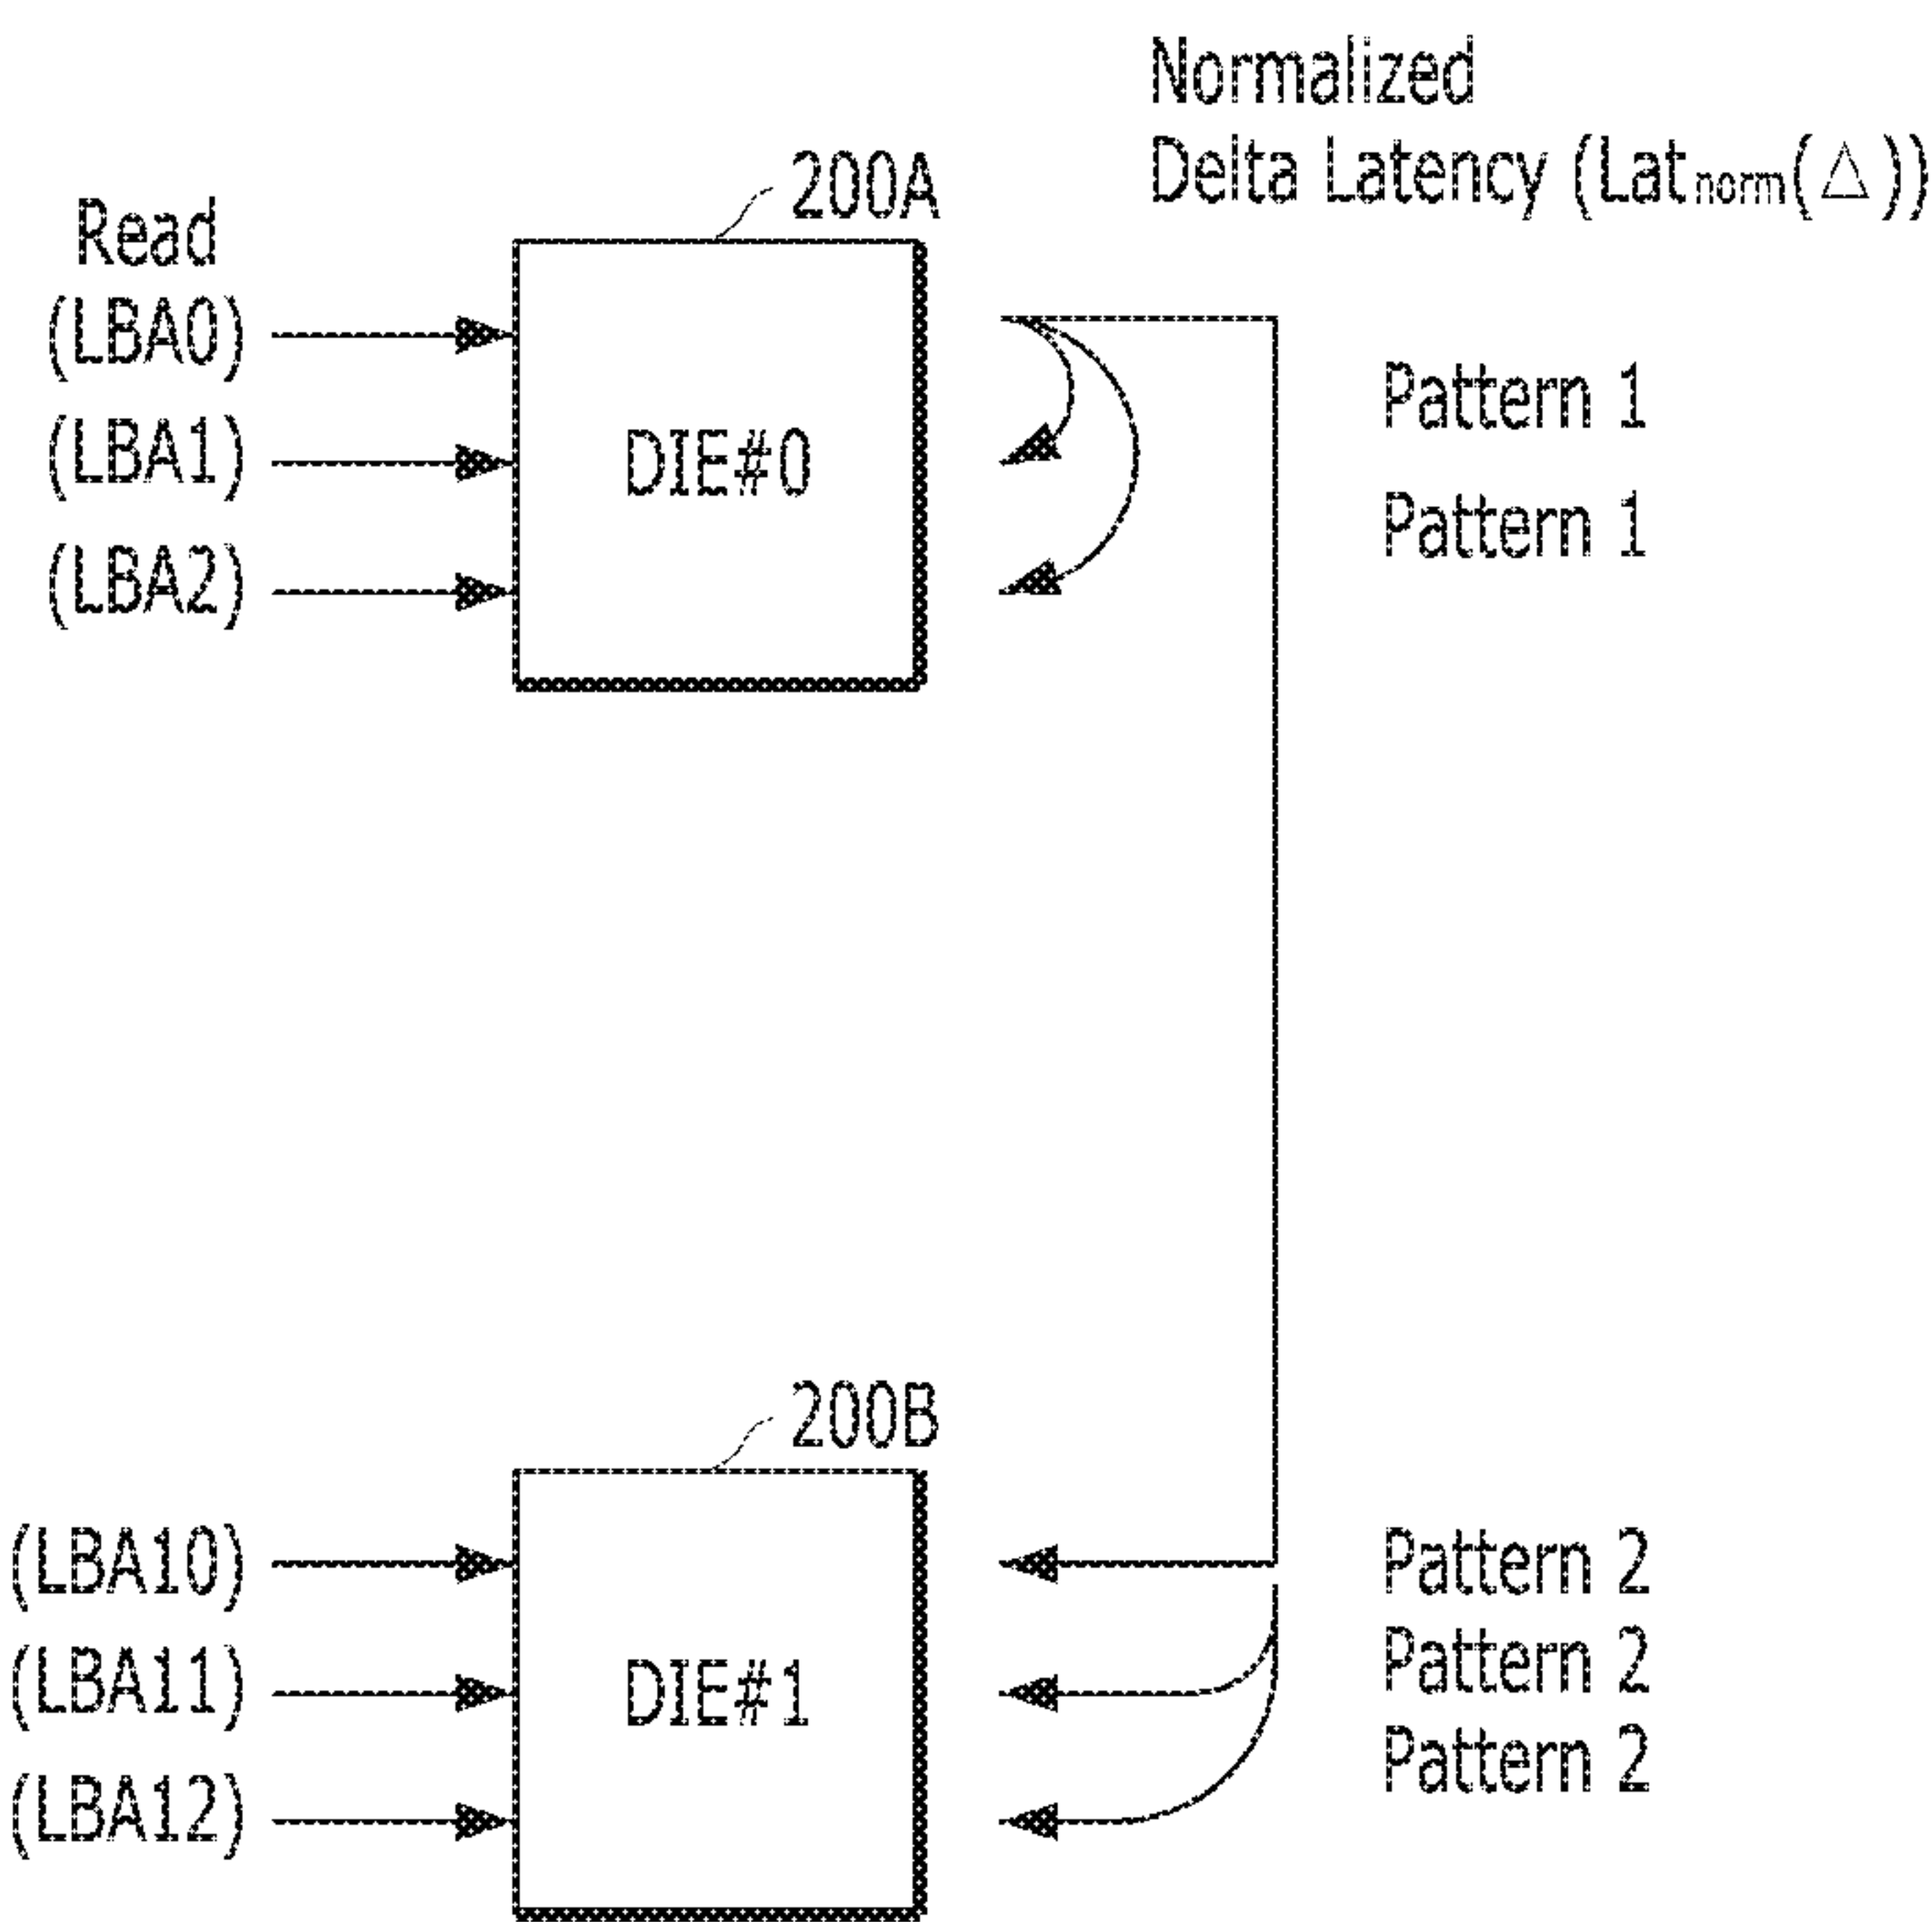 Normalized
Delta Latency (Latnorm(△))
200A
Read
(LBA0)
(LBA1)
(LBA2)
DIE#0
Pattern 1
Pattern 1
200B
(LBA10)
(LBA11)
(LBA12)
DIE#1
Pattern 2
Pattern 2
Pattern 2